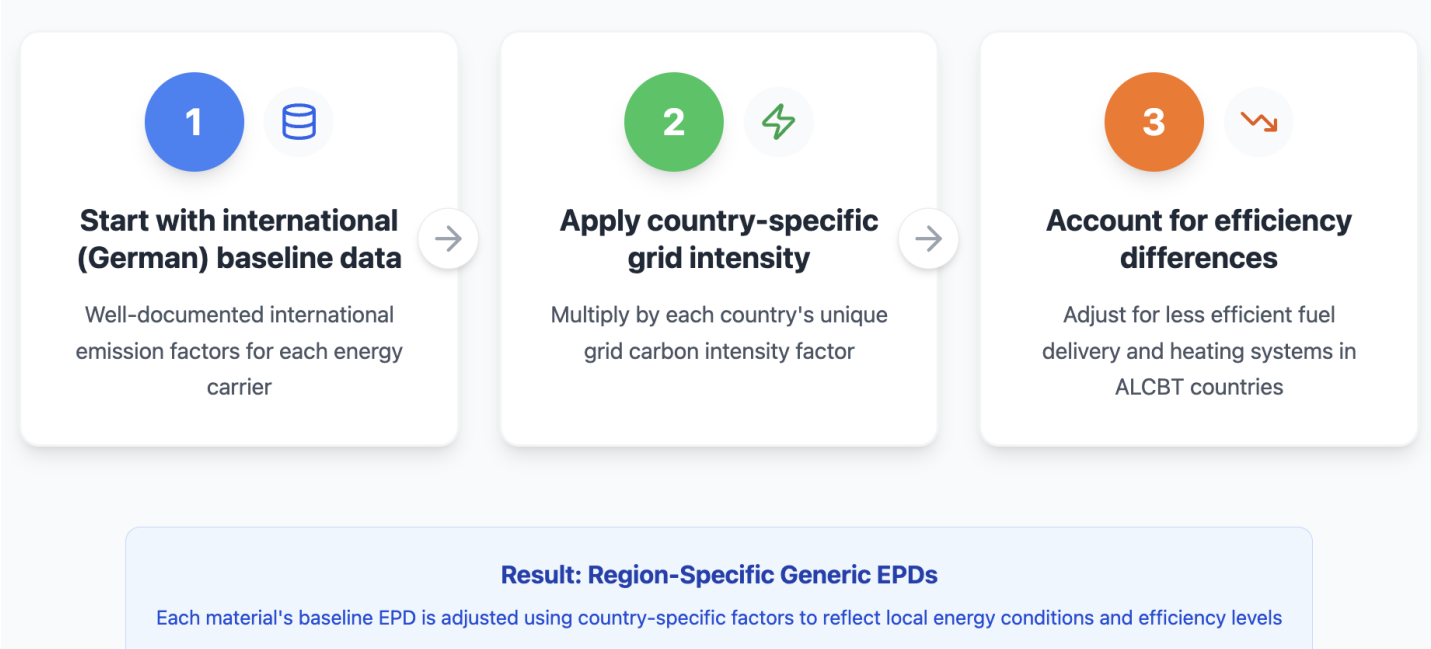 1
Start with international
(German) baseline data
Well-documented international
emission factors for each energy
carrier
2
Apply country-specific
grid intensity
Multiply by each country's unique
grid carbon intensity factor
3
Account for efficiency
differences
Adjust for less efficient fuel
delivery and heating systems in
ALCBT countries
Result: Region-Specific Generic EPDs
Each material's baseline EPD is adjusted using country-specific factors to reflect local energy conditions and efficiency levels